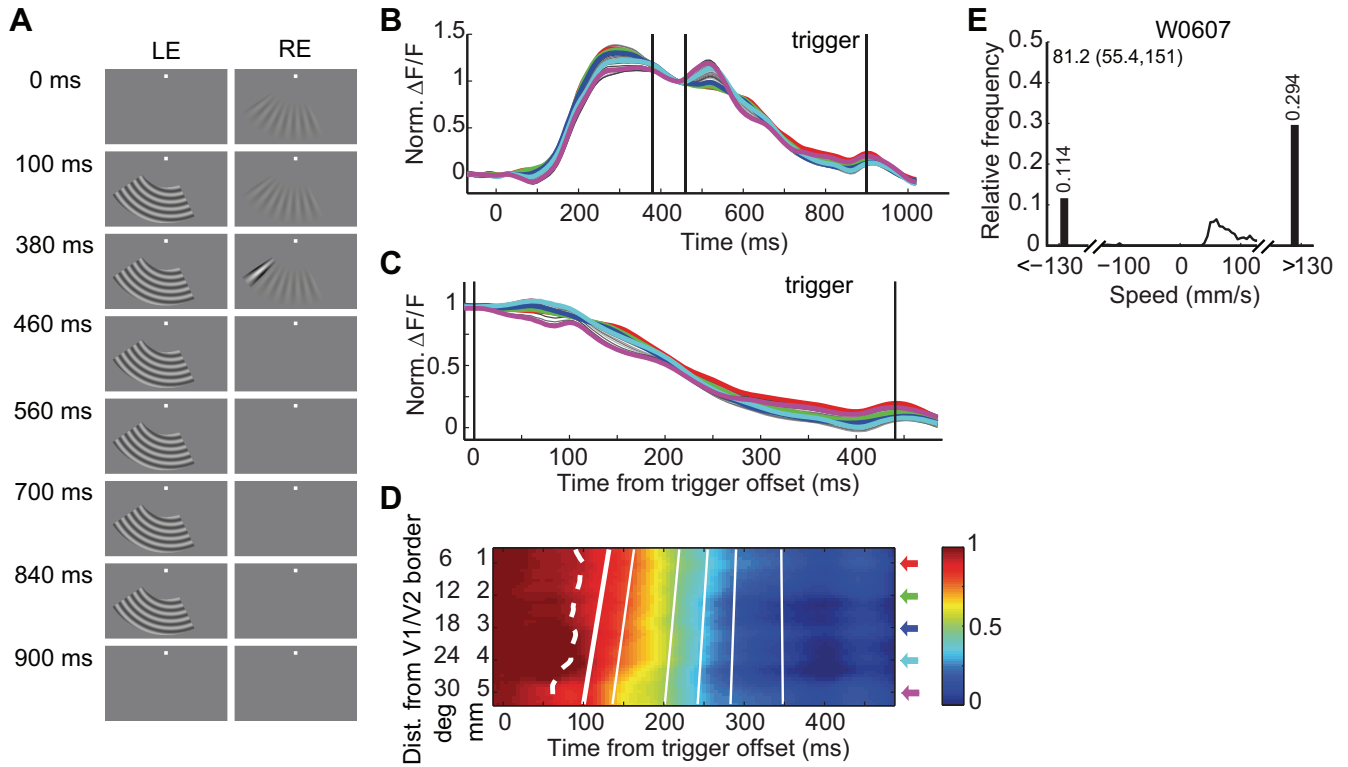 A
LE RE
0 ms
100 ms
380 ms
460 ms
560 ms
700 ms
840 ms
900 ms
B
trigger
Norm. ΔF/F
1.5
1.0
0
0 200 400 600 800 1000
Time (ms)
C
trigger
Norm. ΔF/F
1
0.5
0
0 100 200 300 400
Time from trigger offset (ms)
D
Dist. from V1/V2 border
deg mm
6 1
12 2
18 3
24 4
30 5
0 100 200 300 400
Time from trigger offset (ms)
1
0.5
0
E
W0607
81.2 (55.4,151)
Relative frequency
0.5
0.4
0.3
0.2
0.1
0
0.114
0.294
<−130 −100 0 100 >130
Speed (mm/s)